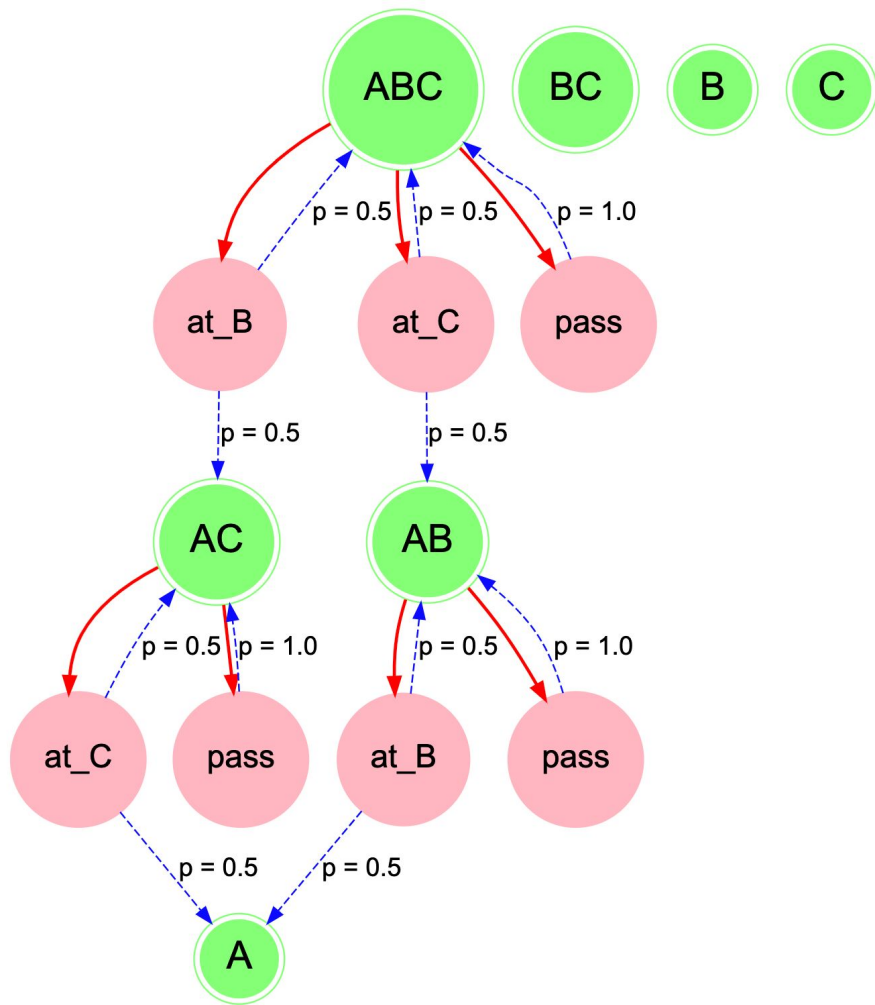 ABC
BC
B
C
p = 0.5
p = 0.5
p = 1.0
at_B
at_C
pass
p = 0.5
p = 0.5
AC
AB
p = 0.5
p = 1.0
p = 0.5
p = 1.0
at_C
pass
at_B
pass
p = 0.5
p = 0.5
A